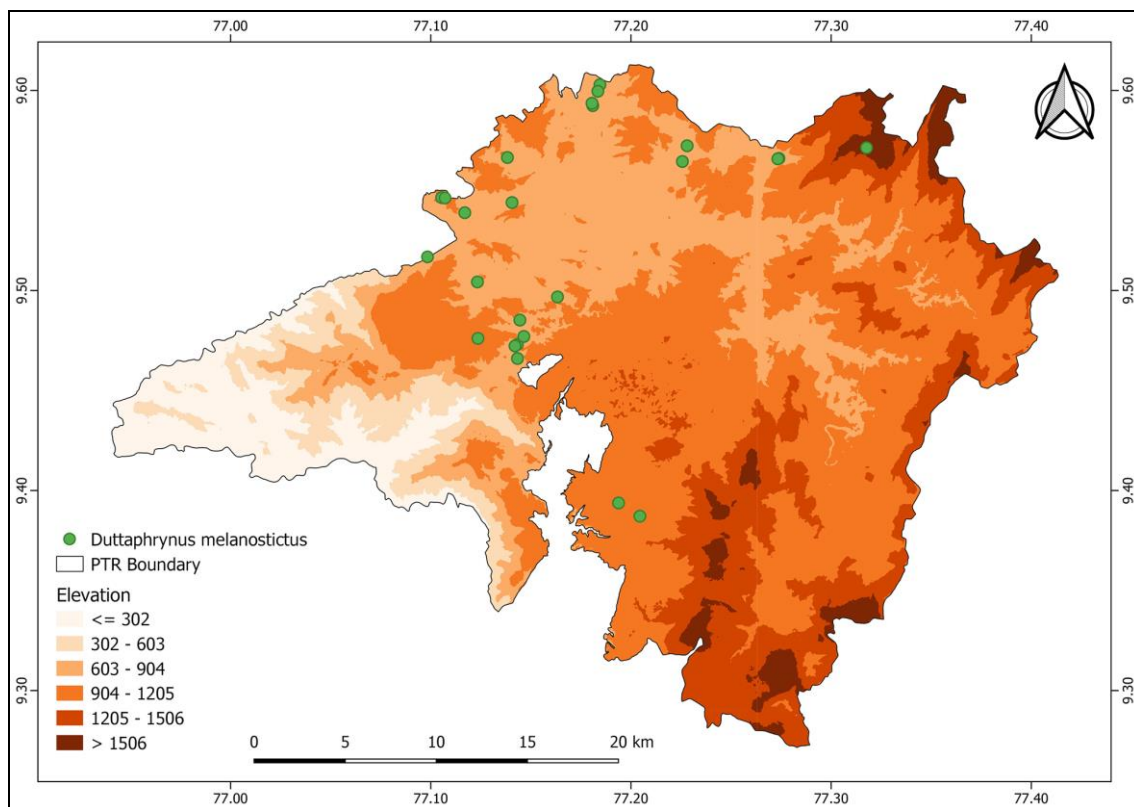 77.00 77.10 77.20 77.30 77.40
9.60 9.60
9.50 9.50
9.40 9.40
Duttaphrynus melanostictus
PTR Boundary
Elevation
<= 302
302 - 603
603 - 904
904 - 1205
1205 - 1506
> 1506
9.30 9.30
0 5 10 15 20 km
77.00 77.10 77.20 77.30 77.40